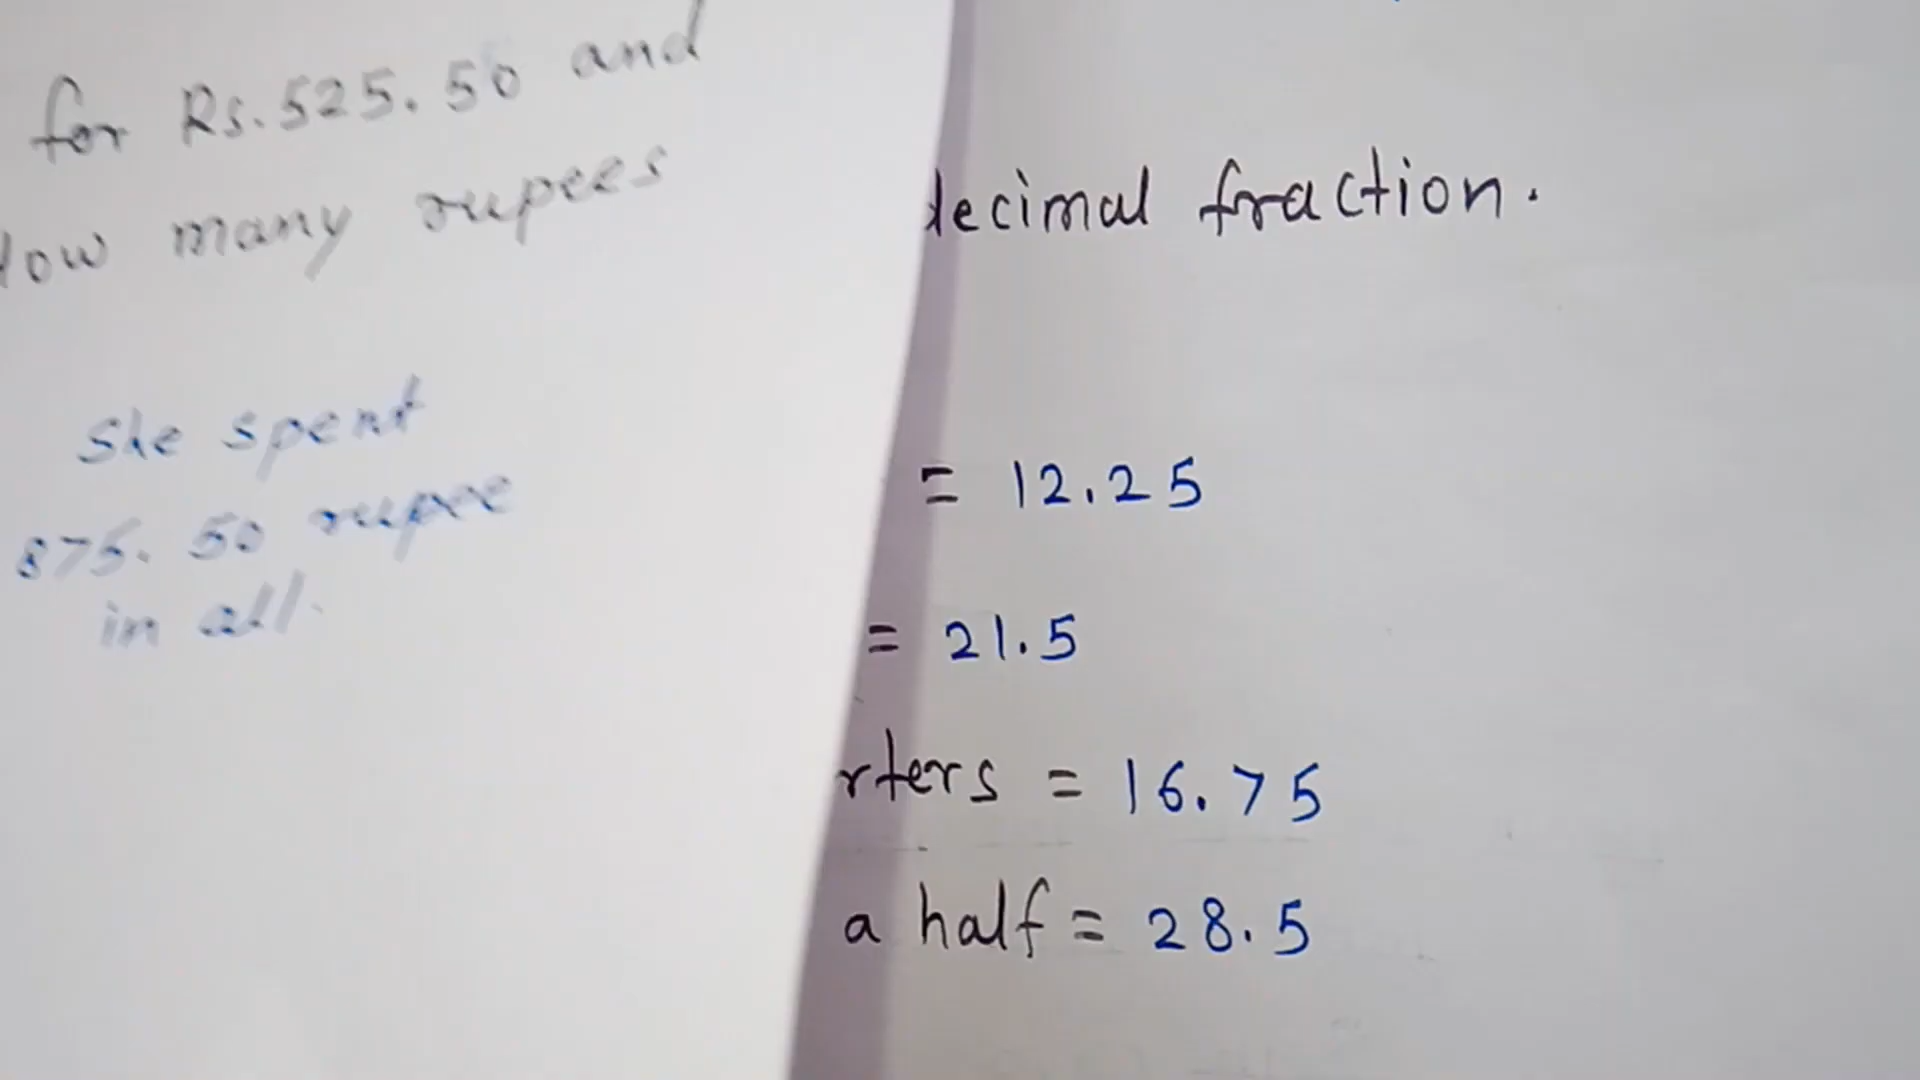 for Rs.525.50 and
How many rupees
She spent
875.50 rupee
in all.
decimal fraction.
= 12.25
= 21.5
rters = 16.75
a half = 28.5